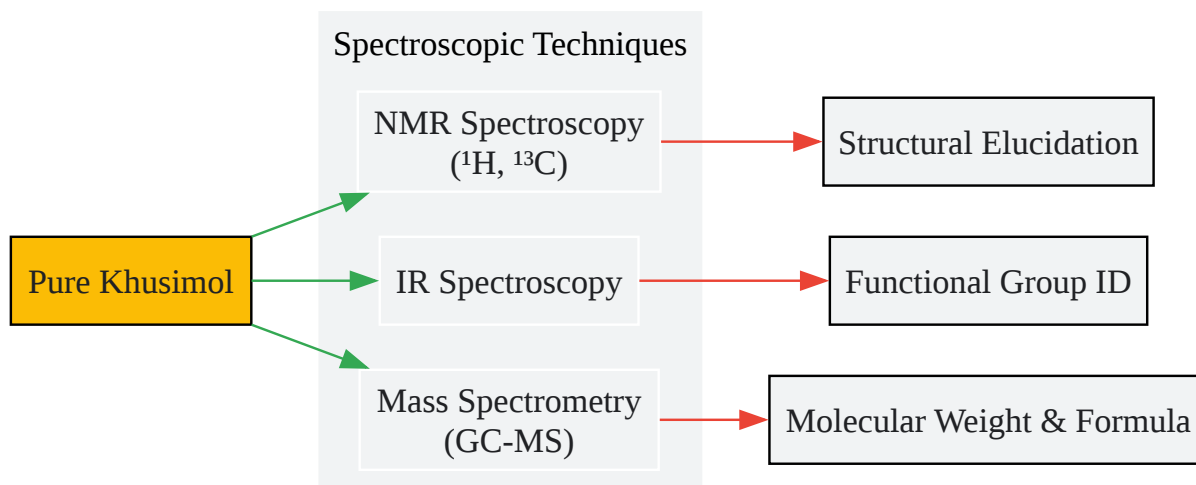 Spectroscopic Techniques
NMR Spectroscopy
(¹H, ¹³C)
Structural Elucidation
Pure Khusimol
IR Spectroscopy
Functional Group ID
Mass Spectrometry
(GC-MS)
Molecular Weight & Formula